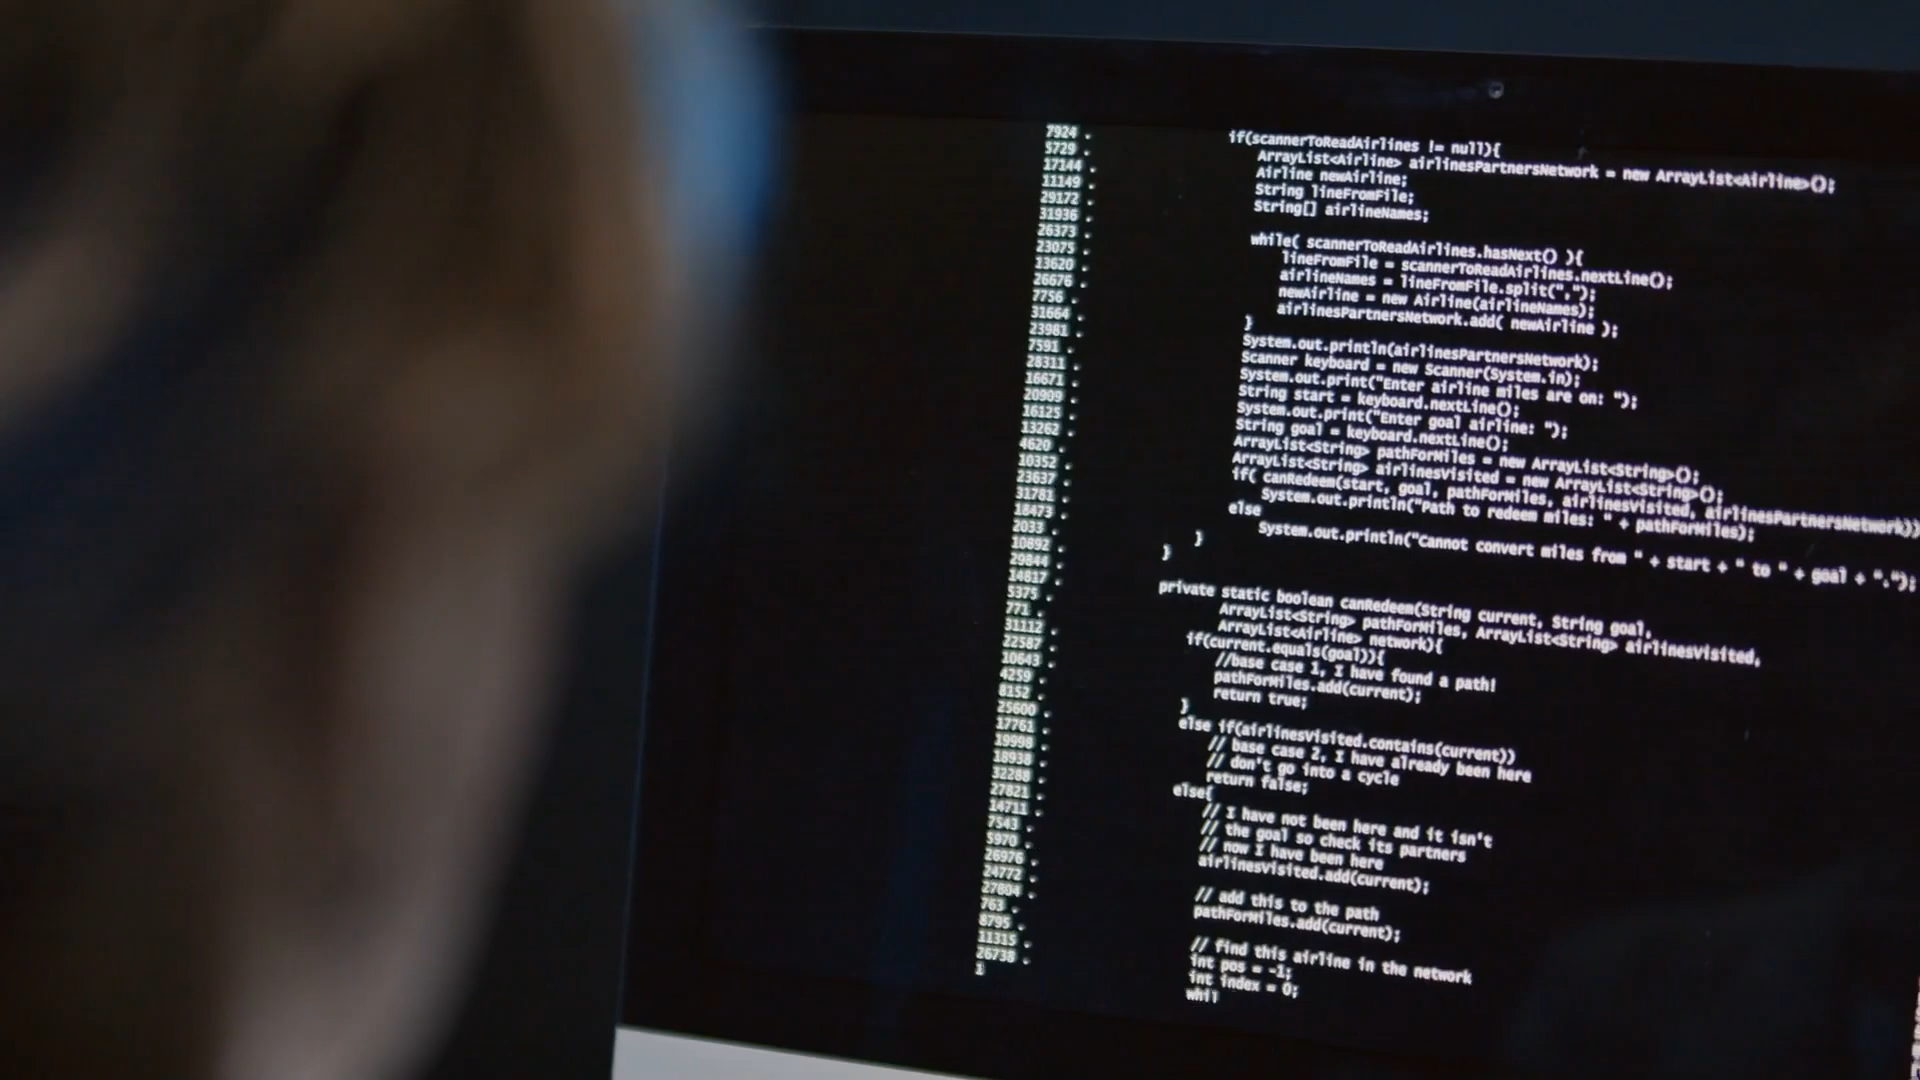 7924 .
5729 .
17144 .
11149 .
29172 .
31936 .
26373 .
23075 .
13620 .
26676 .
7756 .
31664 .
23981 .
7591 .
28311 .
16671 .
20909 .
16125 .
13262 .
4620 .
10352 .
23637 .
31781 .
18473 .
2033 .
10892 .
29844 .
14817 .
5375 .
771 .
31112 .
22587 .
10643 .
4259 .
8152 .
25600 .
17761 .
19998 .
18938 .
32288 .
27821 .
14711 .
7543 .
5970 .
26976 .
24772 .
27804 .
763 .
8795 .
11315 .
26738 .
1
if(scannerToReadAirlines != null){
ArrayList<Airline> airlinesPartnersNetwork = new ArrayList<Airline>();
Airline newAirline;
String lineFromFile;
String[] airlineNames;
while( scannerToReadAirlines.hasNext() ){
lineFromFile = scannerToReadAirlines.nextLine();
airlineNames = lineFromFile.split(",");
newAirline = new Airline(airlineNames);
airlinesPartnersNetwork.add( newAirline );
}
System.out.println(airlinesPartnersNetwork);
Scanner keyboard = new Scanner(System.in);
System.out.print("Enter airline miles are on: ");
String start = keyboard.nextLine();
System.out.print("Enter goal airline: ");
String goal = keyboard.nextLine();
ArrayList<String> pathForMiles = new ArrayList<String>();
ArrayList<String> airlinesVisited = new ArrayList<String>();
if( canRedeem(start, goal, pathForMiles, airlinesVisited, airlinesPartnersNetwork))
System.out.println("Path to redeem miles: " + pathForMiles);
else
System.out.println("Cannot convert miles from " + start + " to " + goal + ".");
}
}
private static boolean canRedeem(String current, String goal,
ArrayList<String> pathForMiles, ArrayList<String> airlinesVisited,
ArrayList<Airline> network){
if(current.equals(goal)){
//base case 1, I have found a path!
pathForMiles.add(current);
return true;
}
else if(airlinesVisited.contains(current))
// base case 2, I have already been here
// don't go into a cycle
return false;
else{
// I have not been here and it isn't
// the goal so check its partners
// now I have been here
airlinesVisited.add(current);
// add this to the path
pathForMiles.add(current);
// find this airline in the network
int pos = -1;
int index = 0;
whil